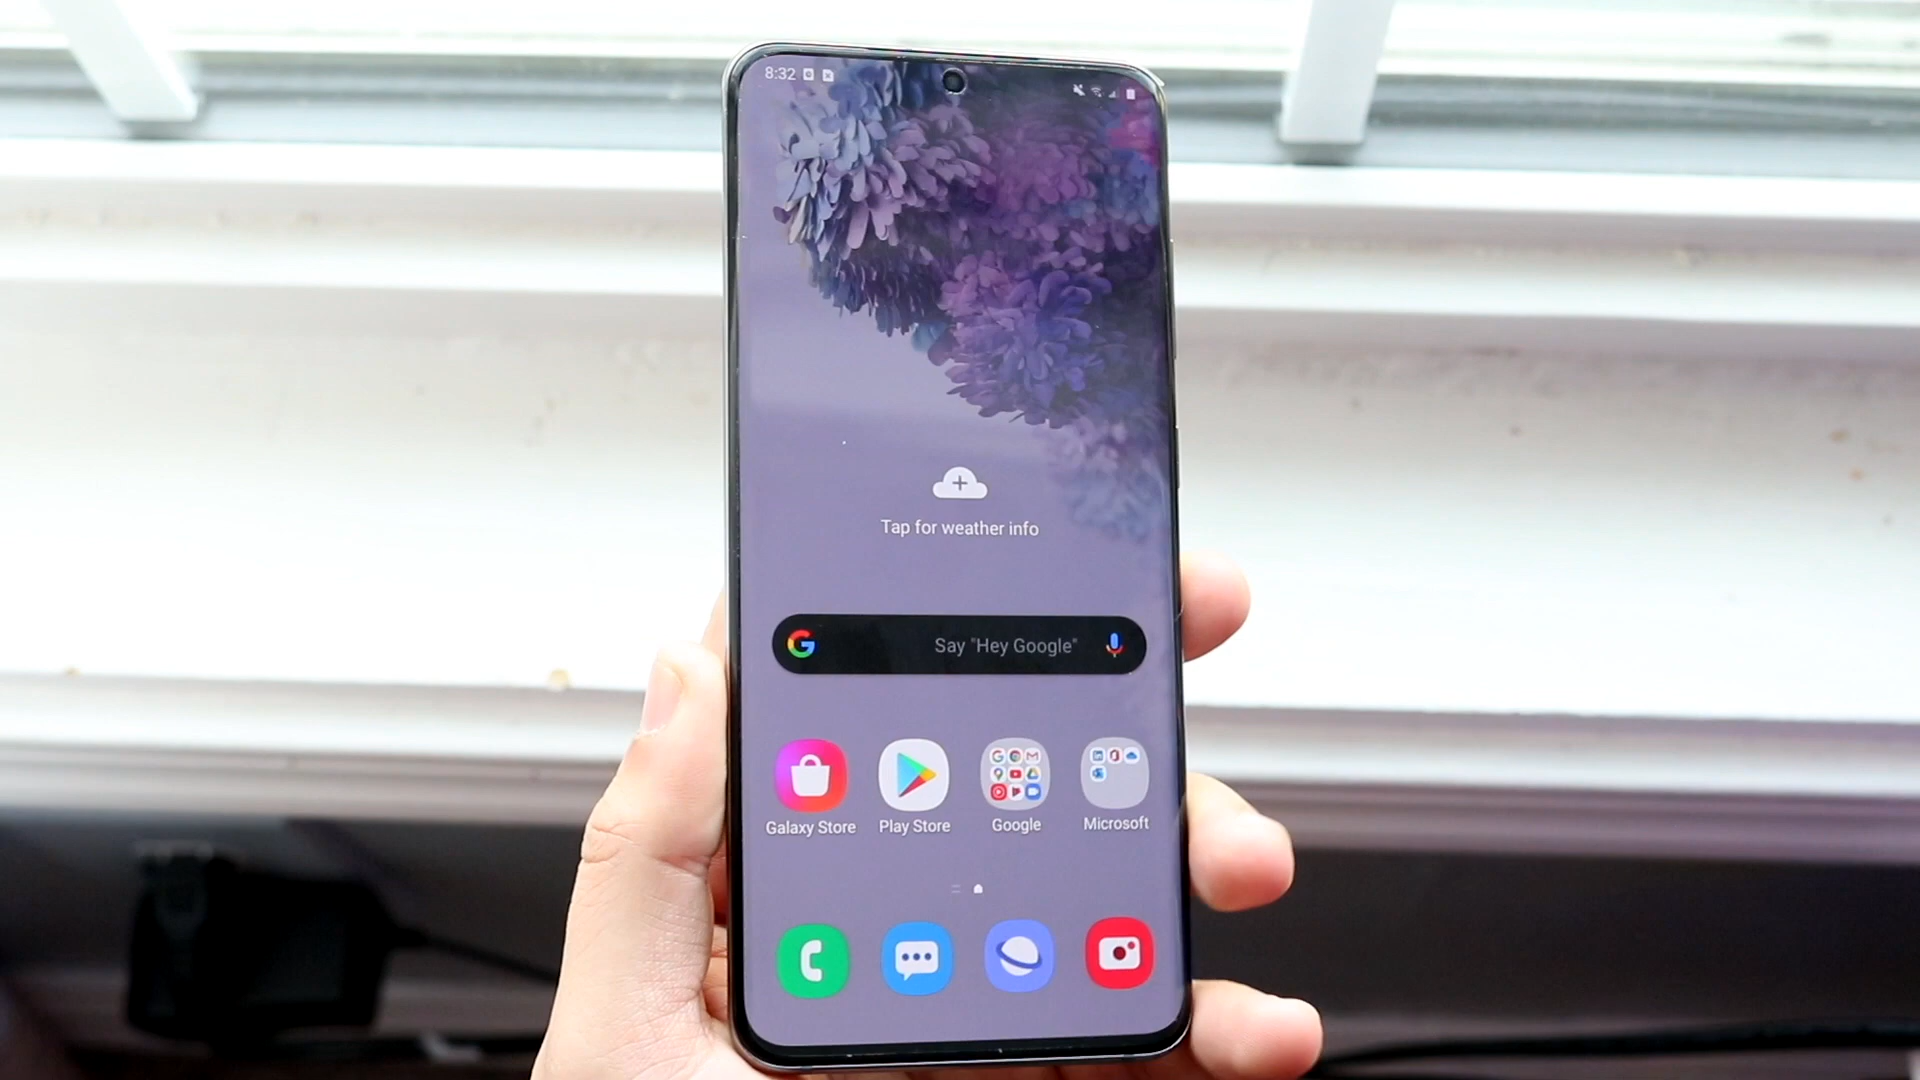 8:32
Tap for weather info
Say "Hey Google"
Galaxy Store
Play Store
Google
Microsoft